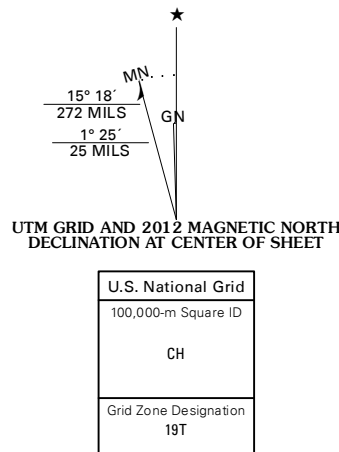 ★
MN
15° 18´
272 MILS
GN
1° 25´
25 MILS
UTM GRID AND 2012 MAGNETIC NORTH
DECLINATION AT CENTER OF SHEET
U.S. National Grid
100,000-m Square ID
CH
Grid Zone Designation
19T